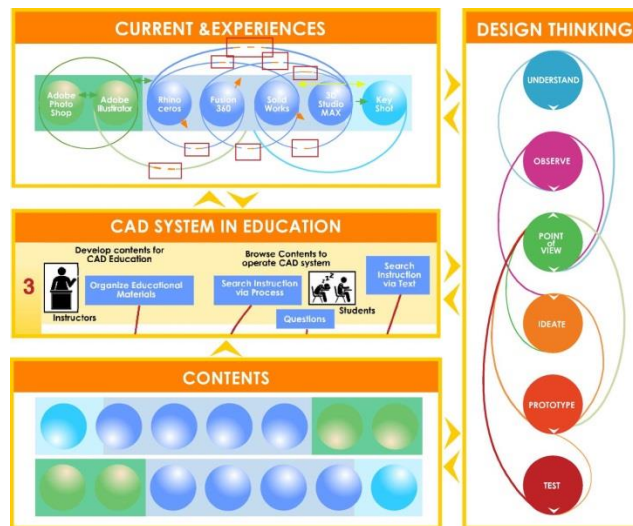 CURRENT &EXPERIENCES
Adobe
Photo
Shop
Adobe
Illustrator
Rhino
ceros
Fusion
360
Solid
Works
3D
Studio
MAX
Key
Shot
CAD SYSTEM IN EDUCATION
3
Develop contents for
CAD Education
Instructors
Organize Educational
Materials
Browse Contents to
operate CAD system
Search Instruction
via Process
Questions
Students
Search
Instruction
via Text
CONTENTS
DESIGN THINKING
UNDERSTAND
OBSERVE
POINT
of
VIEW
IDEATE
PROTOTYPE
TEST